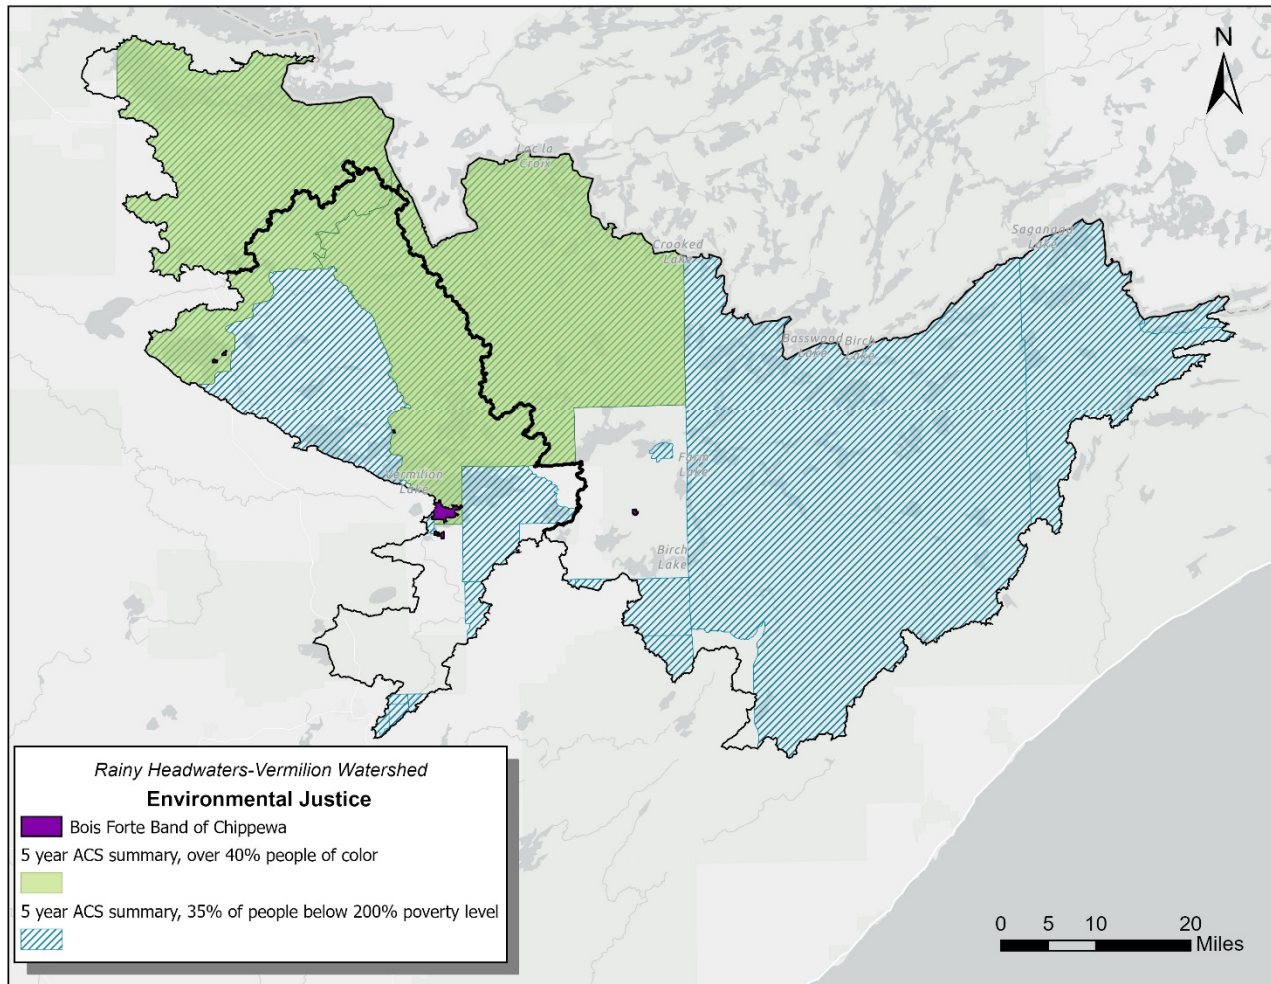 N
Lac la
Croix
Crooked
Lake
Saganaga
Lake
Basswood
Lake
Birch
Lake
Farm
Lake
Vermilion
Lake
Birch
Lake
Rainy Headwaters-Vermilion Watershed
Environmental Justice
Bois Forte Band of Chippewa
5 year ACS summary, over 40% people of color
5 year ACS summary, 35% of people below 200% poverty level
0 5 10 20
Miles